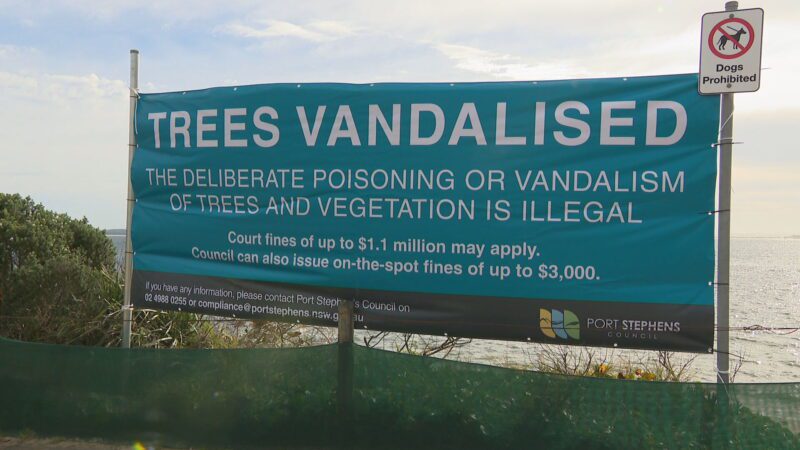 Dogs
Prohibited
TREES VANDALISED
THE DELIBERATE POISONING OR VANDALISM
OF TREES AND VEGETATION IS ILLEGAL
Court fines of up to $1.1 million may apply.
Council can also issue on-the-spot fines of up to $3,000.
If you have any information, please contact Port Stephens Council on
02 4988 0255 or compliance@portstephens.nsw.gov.au
PORT STEPHENS
COUNCIL